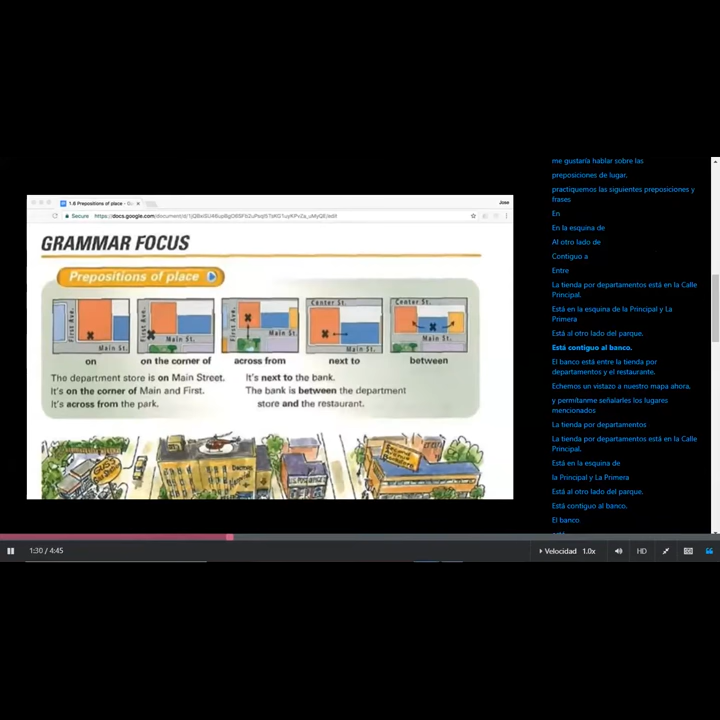 1.6 Prepositions of place - G
Jose
Secure
GRAMMAR FOCUS
Prepositions of place
First Ave.
Main St.
First Ave.
Main St.
First Ave.
Main St.
Center St.
Main St.
Center St.
Main St.
on
on the corner of
across from
next to
between
The department store is on Main Street.
It's on the corner of Main and First.
It's across from the park.
It's next to the bank.
The bank is between the department
store and the restaurant.
me gustaría hablar sobre las
preposiciones de lugar.
practiquemos las siguientes preposiciones y
frases
En
En la esquina de
Al otro lado de
Contiguo a
Entre
La tienda por departamentos está en la Calle
Principal.
Está en la esquina de la Principal y La
Primera
Está al otro lado del parque.
Está contiguo al banco.
El banco está entre la tienda por
departamentos y el restaurante.
Echemos un vistazo a nuestro mapa ahora,
y permítanme señalarles los lugares
mencionados
La tienda por departamentos
La tienda por departamentos está en la Calle
Principal.
Está en la esquina de
la Principal y La Primera
Está al otro lado del parque.
Está contiguo al banco.
El banco
1:30 / 4:45
Velocidad 1.0x
HD